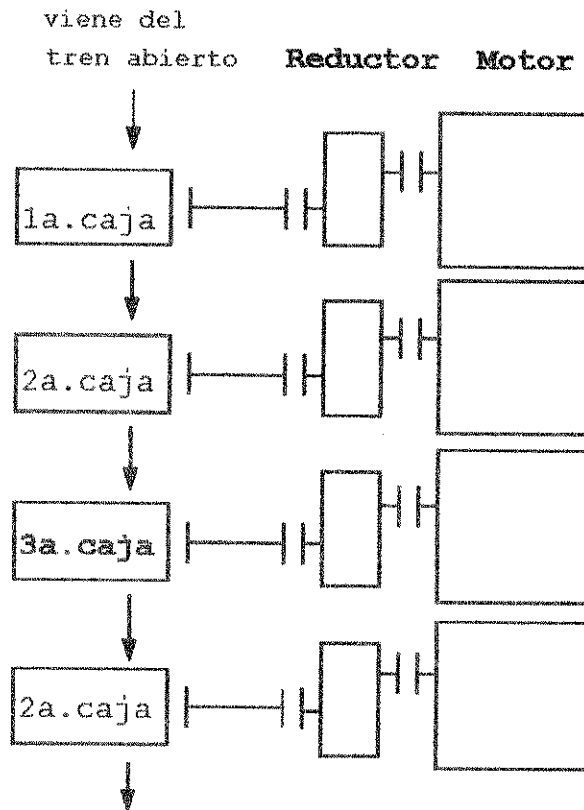 viene del
tren abierto Reductor Motor
1a.caja
2a.caja
3a.caja
2a.caja